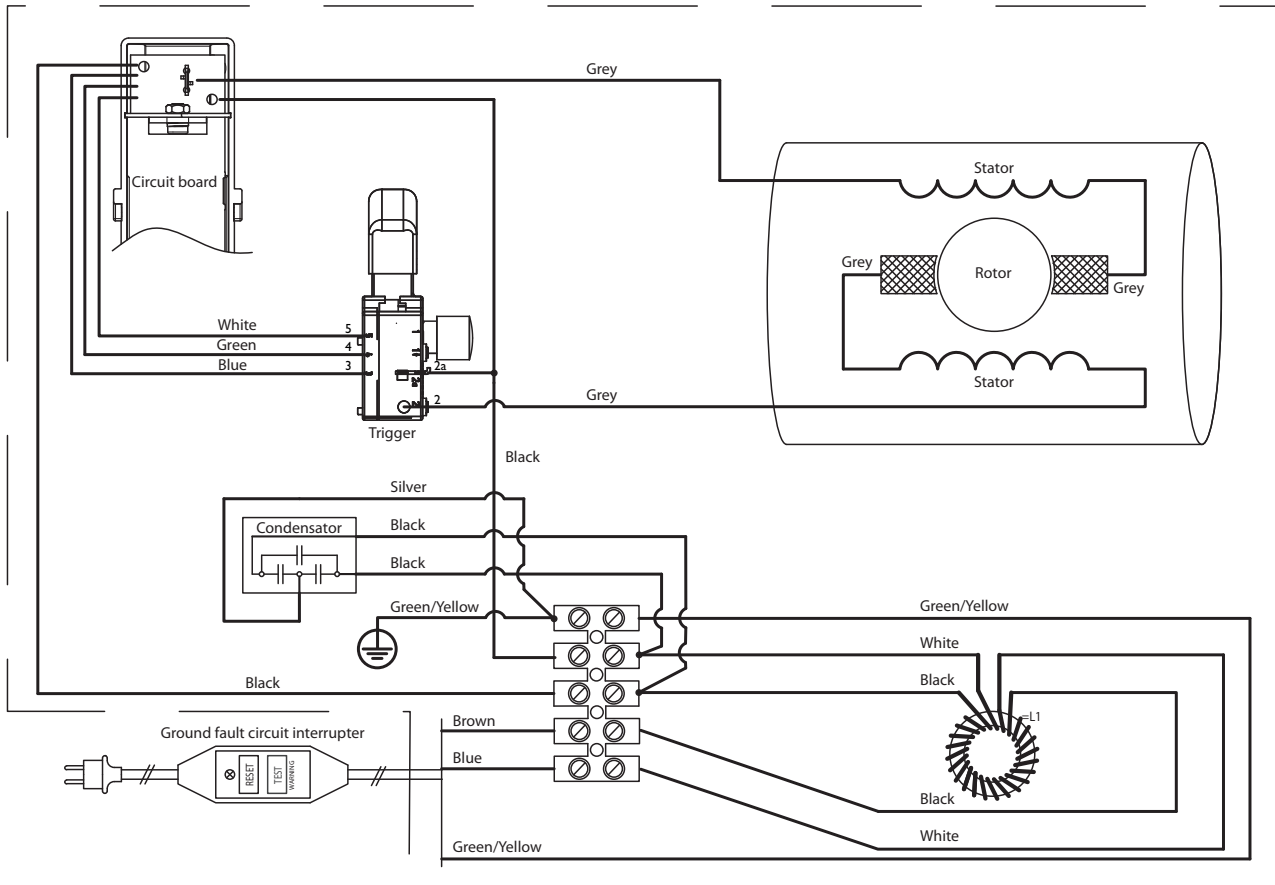 Grey
Circuit board
Stator
Grey
Rotor
Grey
White
5
Green
4
Blue
3
2a
2
Grey
Stator
Trigger
Black
Silver
Condensator
Black
Black
Green/Yellow
Green/Yellow
White
Black
Black
=L1
Ground fault circuit interrupter
Brown
RESET
TEST
WARNING
Blue
Black
White
Green/Yellow